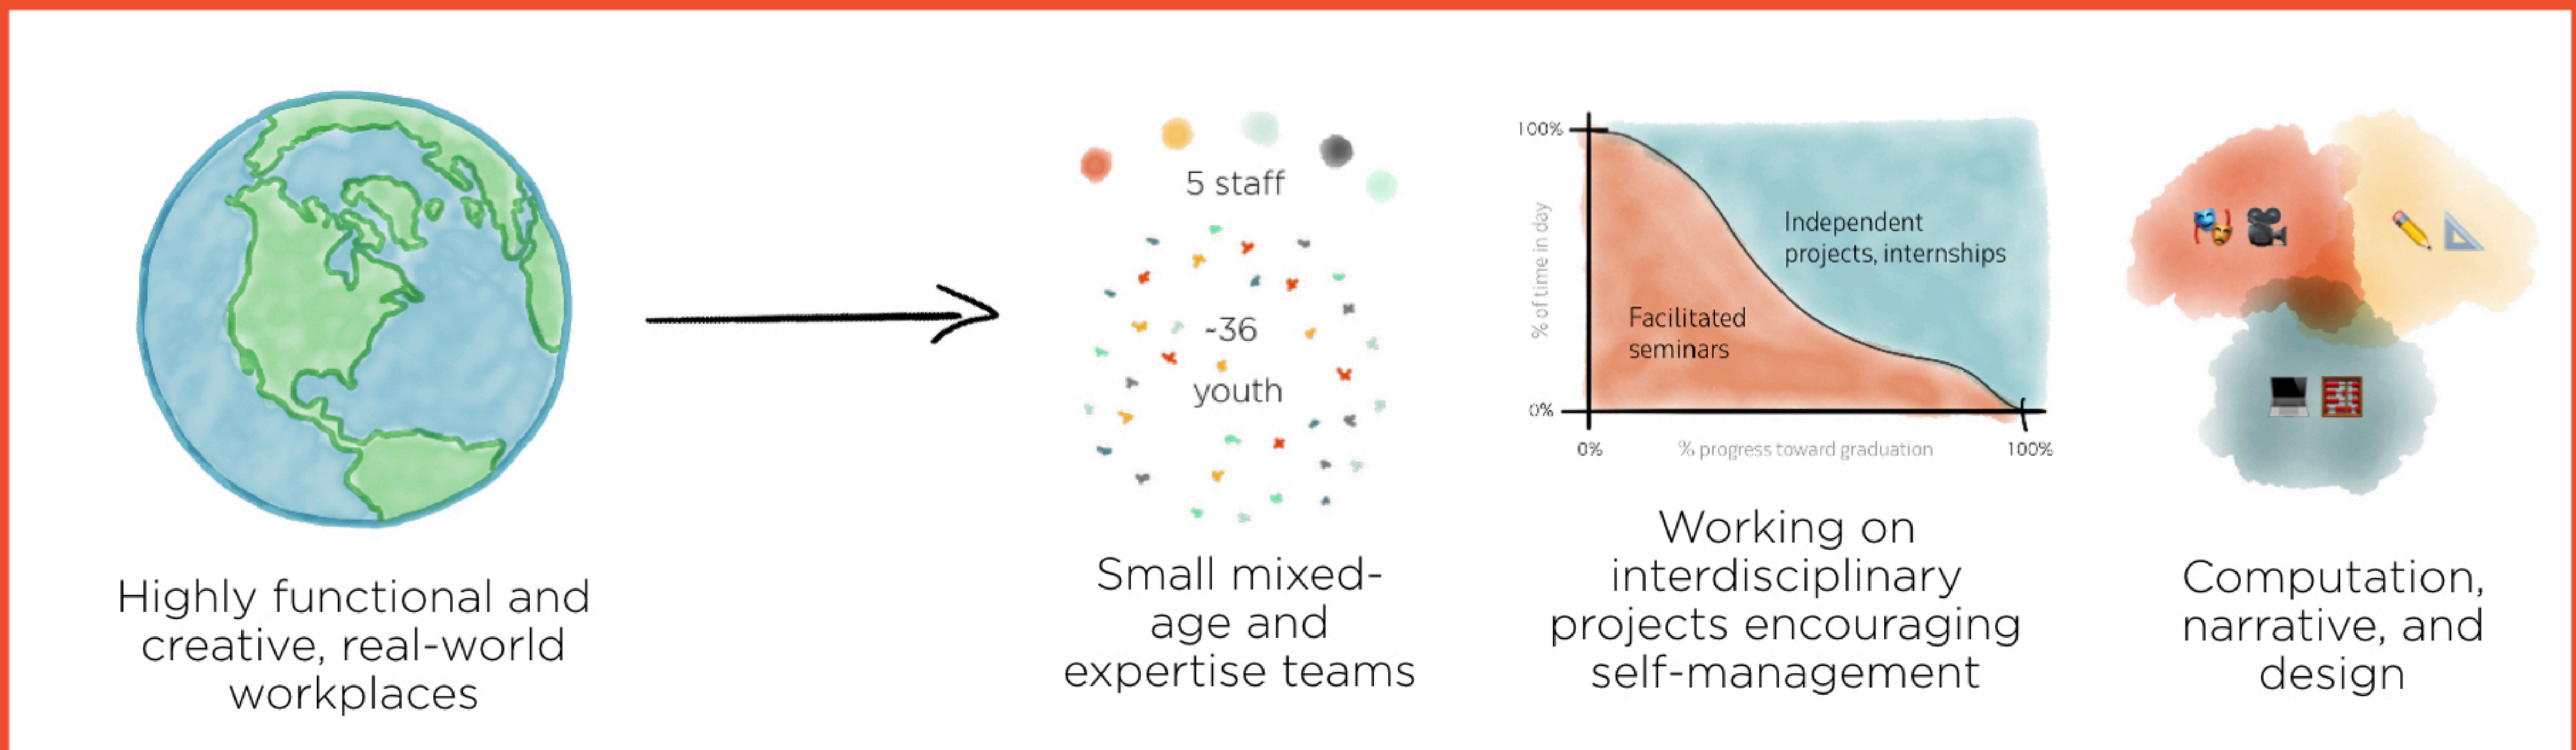 Highly functional and
creative, real-world
workplaces
5 staff
~36
youth
Small mixed-
age and
expertise teams
100%
% of time in day
0%
Independent
projects, internships
Facilitated
seminars
0%
% progress toward graduation
100%
Working on
interdisciplinary
projects encouraging
self-management
Computation,
narrative, and
design